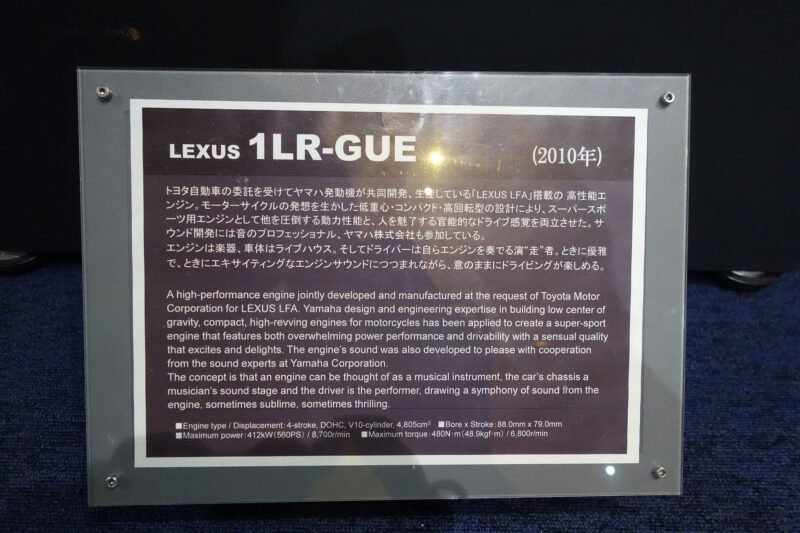 LEXUS 1LR-GUE (2010年)
トヨタ自動車の委託を受けてヤマハ発動機が共同開発、生産している「LEXUS LFA」搭載の 高性能エ
ンジン。モーターサイクルの発想を生かした低重心・コンパクト・高回転型の設計により、スーパースポ
ーツ用エンジンとして他を圧倒する動力性能と、人を魅了する官能的なドライブ感覚を両立させた。サ
ウンド開発には音のプロフェッショナル、ヤマハ株式会社も参加している。
エンジンは楽器、車体はライブハウス。そしてドライバーは自らエンジンを奏でる演“走”者。ときに優雅
で、ときにエキサイティングなエンジンサウンドにつつまれながら、意のままにドライビングが楽しめる。
A high-performance engine jointly developed and manufactured at the request of Toyota Motor
Corporation for LEXUS LFA. Yamaha design and engineering expertise in building low center of
gravity, compact, high-revving engines for motorcycles has been applied to create a super-sport
engine that features both overwhelming power performance and drivability with a sensual quality
that excites and delights. The engine's sound was also developed to please with cooperation
from the sound experts at Yamaha Corporation.
The concept is that an engine can be thought of as a musical instrument, the car's chassis a
musician's sound stage and the driver is the performer, drawing a symphony of sound from the
engine, sometimes sublime, sometimes thrilling.
■Engine type / Displacement: 4-stroke, DOHC, V10-cylinder, 4,805cm³ ■Bore x Stroke: 88.0mm x 79.0mm
■Maximum power: 412kW (560PS) / 8,700r/min ■Maximum torque: 480N·m (48.9kgf·m) / 6,800r/min